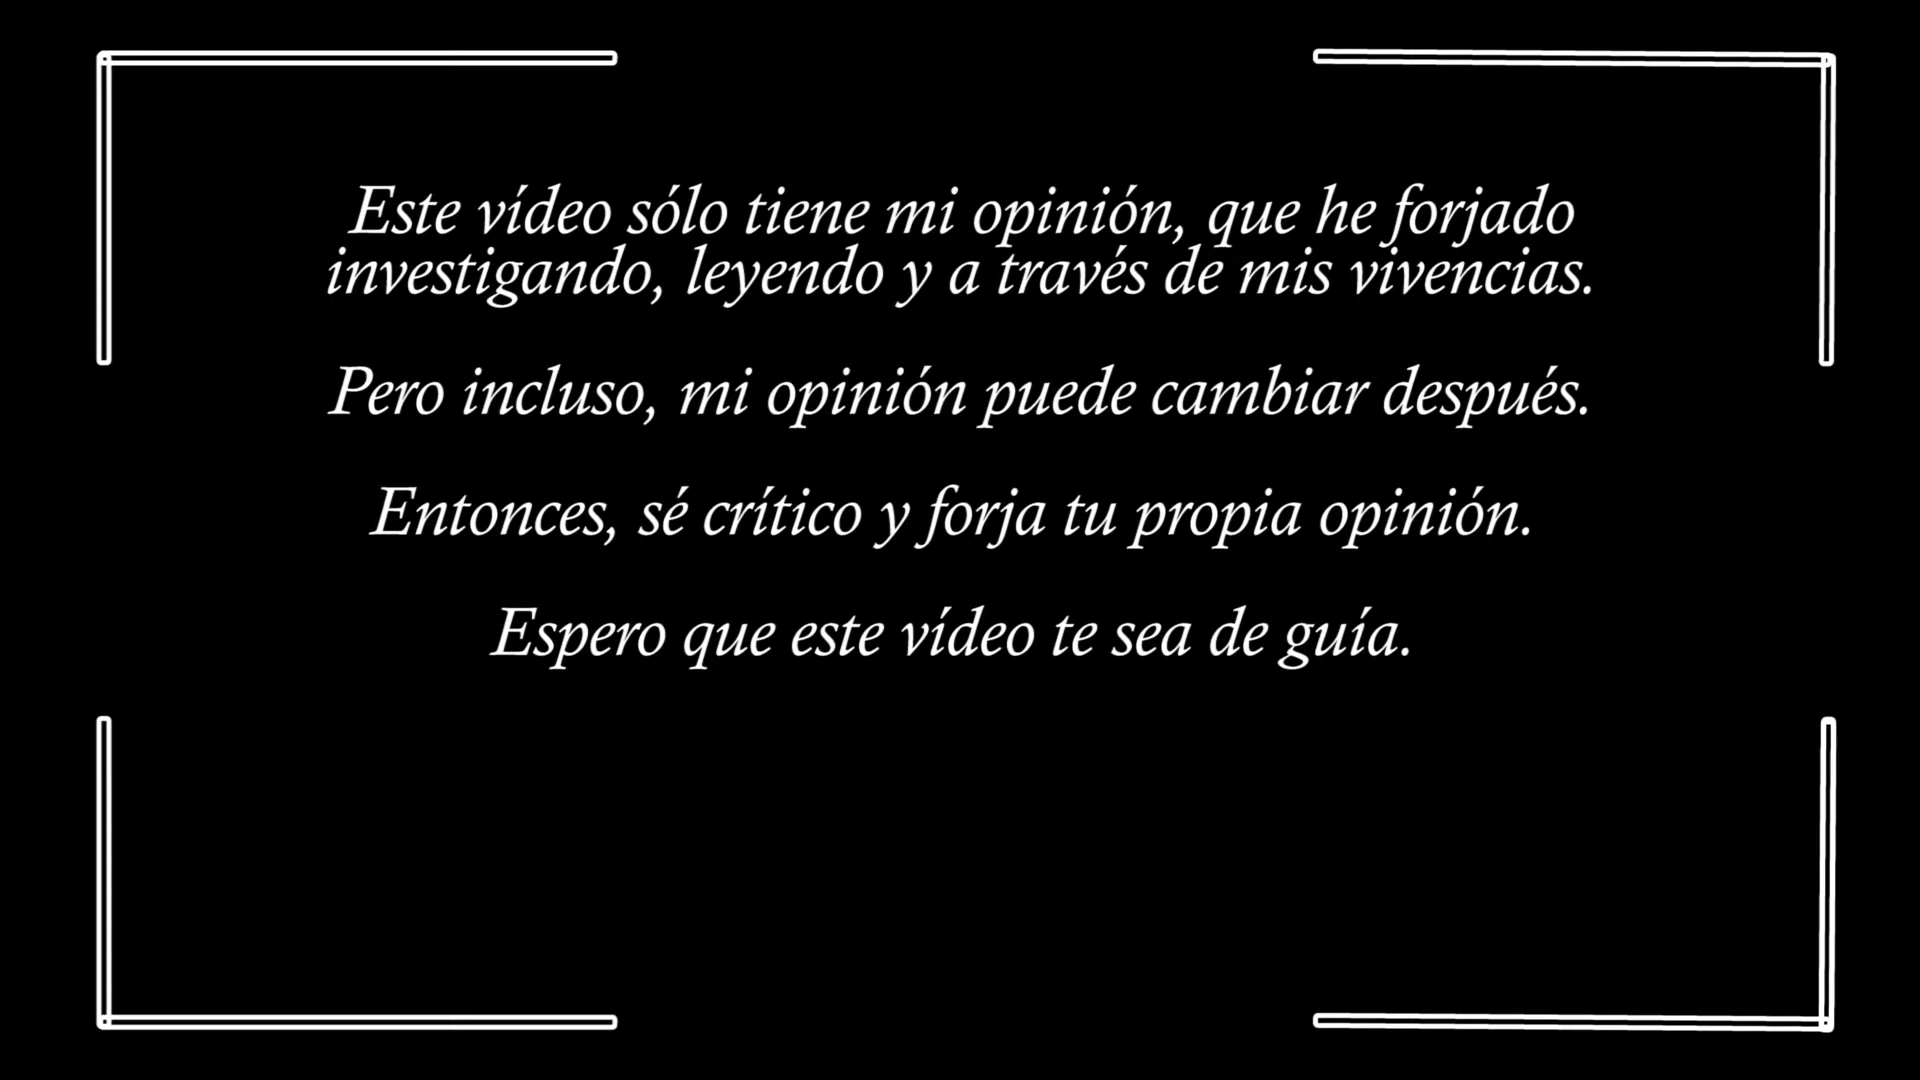 Este vídeo sólo tiene mi opinión, que he forjado
investigando, leyendo y a través de mis vivencias.
Pero incluso, mi opinión puede cambiar después.
Entonces, sé crítico y forja tu propia opinión.
Espero que este vídeo te sea de guía.